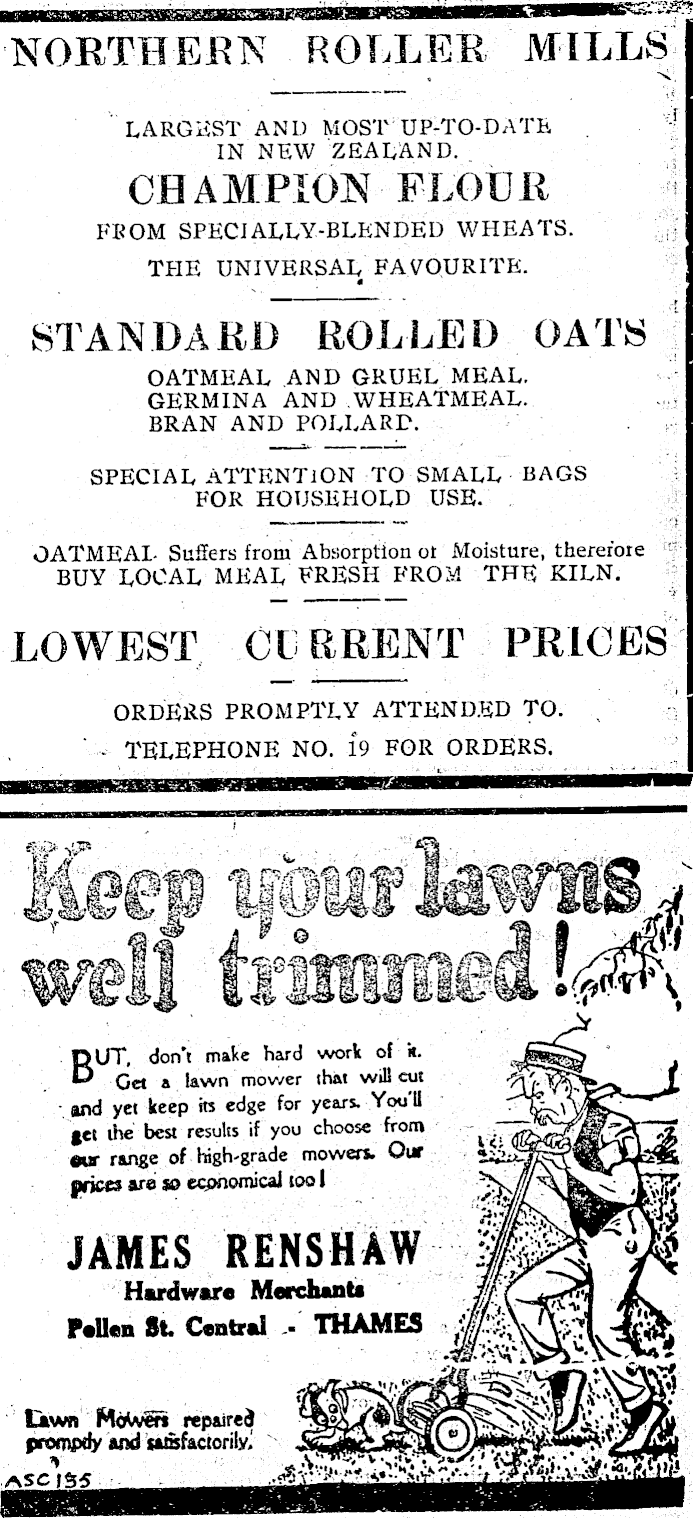 NORTHERN ROLLER MILLS
LARGEST AND MOST UP-TO-DATE
IN NEW ZEALAND.
CHAMPION FLOUR
FROM SPECIALLY-BLENDED WHEATS.
THE UNIVERSAL FAVOURITE.
STANDARD ROLLED OATS
OATMEAL AND GRUEL MEAL.
GERMINA AND WHEATMEAL.
BRAN AND POLLARD.
SPECIAL ATTENTION TO SMALL BAGS
FOR HOUSEHOLD USE.
OATMEAL Suffers from Absorption of Moisture, therefore
BUY LOCAL MEAL FRESH FROM THE KILN.
LOWEST CURRENT PRICES
ORDERS PROMPTLY ATTENDED TO.
TELEPHONE NO. 19 FOR ORDERS.
Keep your lawns
well trimmed!
BUT, don't make hard work of it.
Get a lawn mower that will cut
and yet keep its edge for years. You'll
get the best results if you choose from
our range of high-grade mowers. Our
prices are so economical too!
JAMES RENSHAW
Hardware Merchants
Pollen St. Central - THAMES
Lawn Mowers repaired
promptly and satisfactorily.
ASC 135